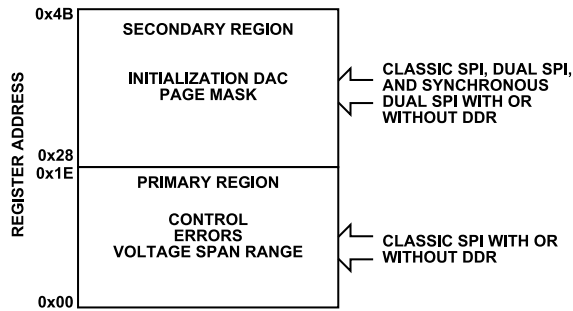 0x4B
SECONDARY REGION
INITIALIZATION DAC
PAGE MASK
CLASSIC SPI, DUAL SPI,
AND SYNCHRONOUS
DUAL SPI WITH OR
WITHOUT DDR
REGISTER ADDRESS
0x28
0x1E
PRIMARY REGION
CONTROL
ERRORS
VOLTAGE SPAN RANGE
CLASSIC SPI WITH OR
WITHOUT DDR
0x00